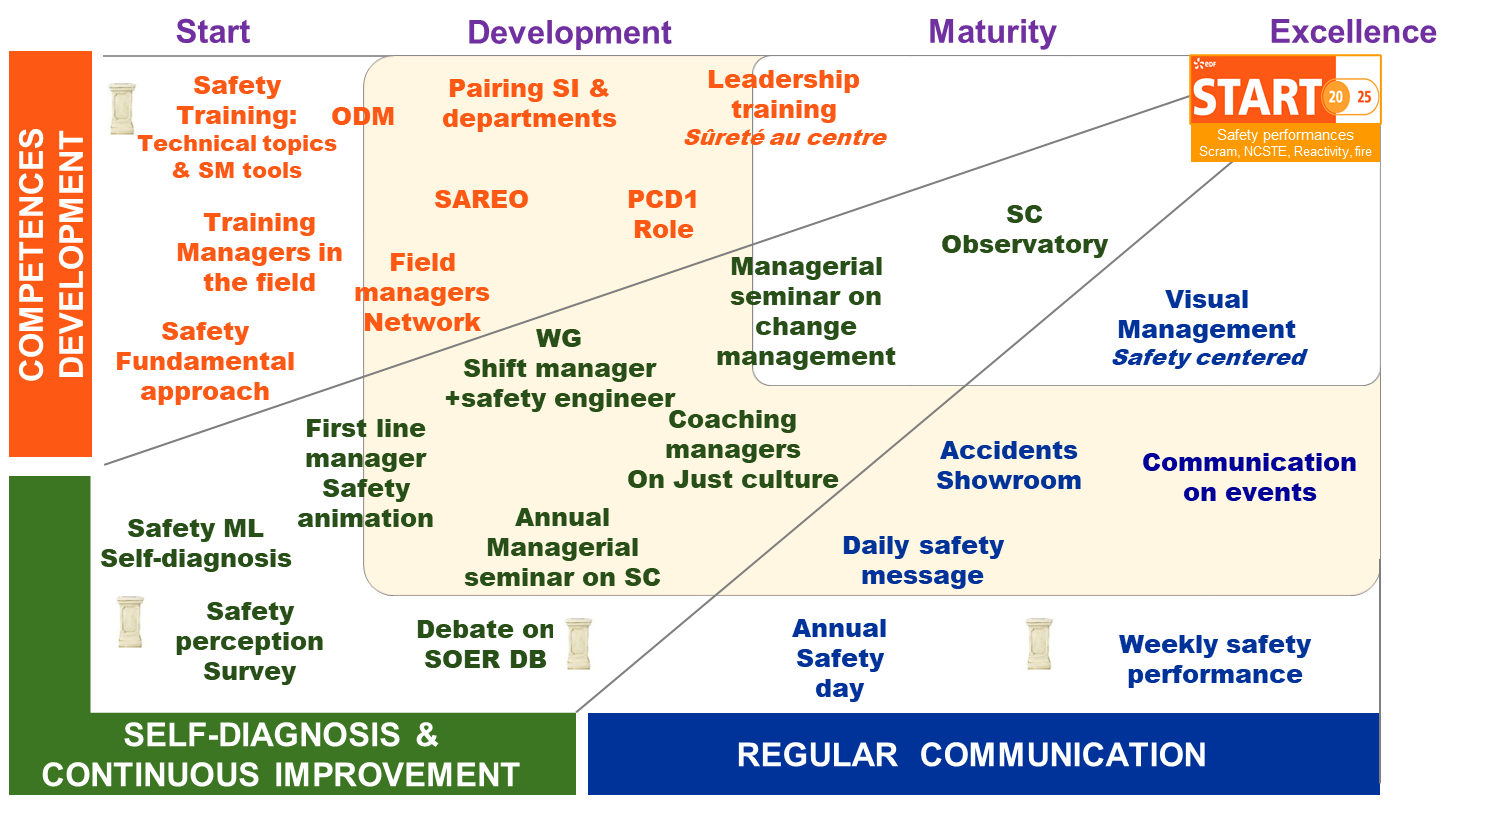 Start
Development
Maturity
Excellence
COMPETENCES
DEVELOPMENT
Safety
Training:
Technical topics
& SM tools
ODM
Pairing SI &
departments
Leadership
training
Sûreté au centre
edf
START 20 25
Safety performances
Scram, NCSTE, Reactivity, fire
SAREO
PCD1
Role
Training
Managers in
the field
Field
managers
Network
Safety
Fundamental
approach
SC
Observatory
Managerial
seminar on
change
management
Visual
Management
Safety centered
WG
Shift manager
+safety engineer
First line
manager
Safety
animation
Coaching
managers
On Just culture
Accidents
Showroom
Communication
on events
Safety ML
Self-diagnosis
Annual
Managerial
seminar on SC
Daily safety
message
Safety
perception
Survey
Debate on
SOER DB
Annual
Safety
day
Weekly safety
performance
SELF-DIAGNOSIS &
CONTINUOUS IMPROVEMENT
REGULAR COMMUNICATION